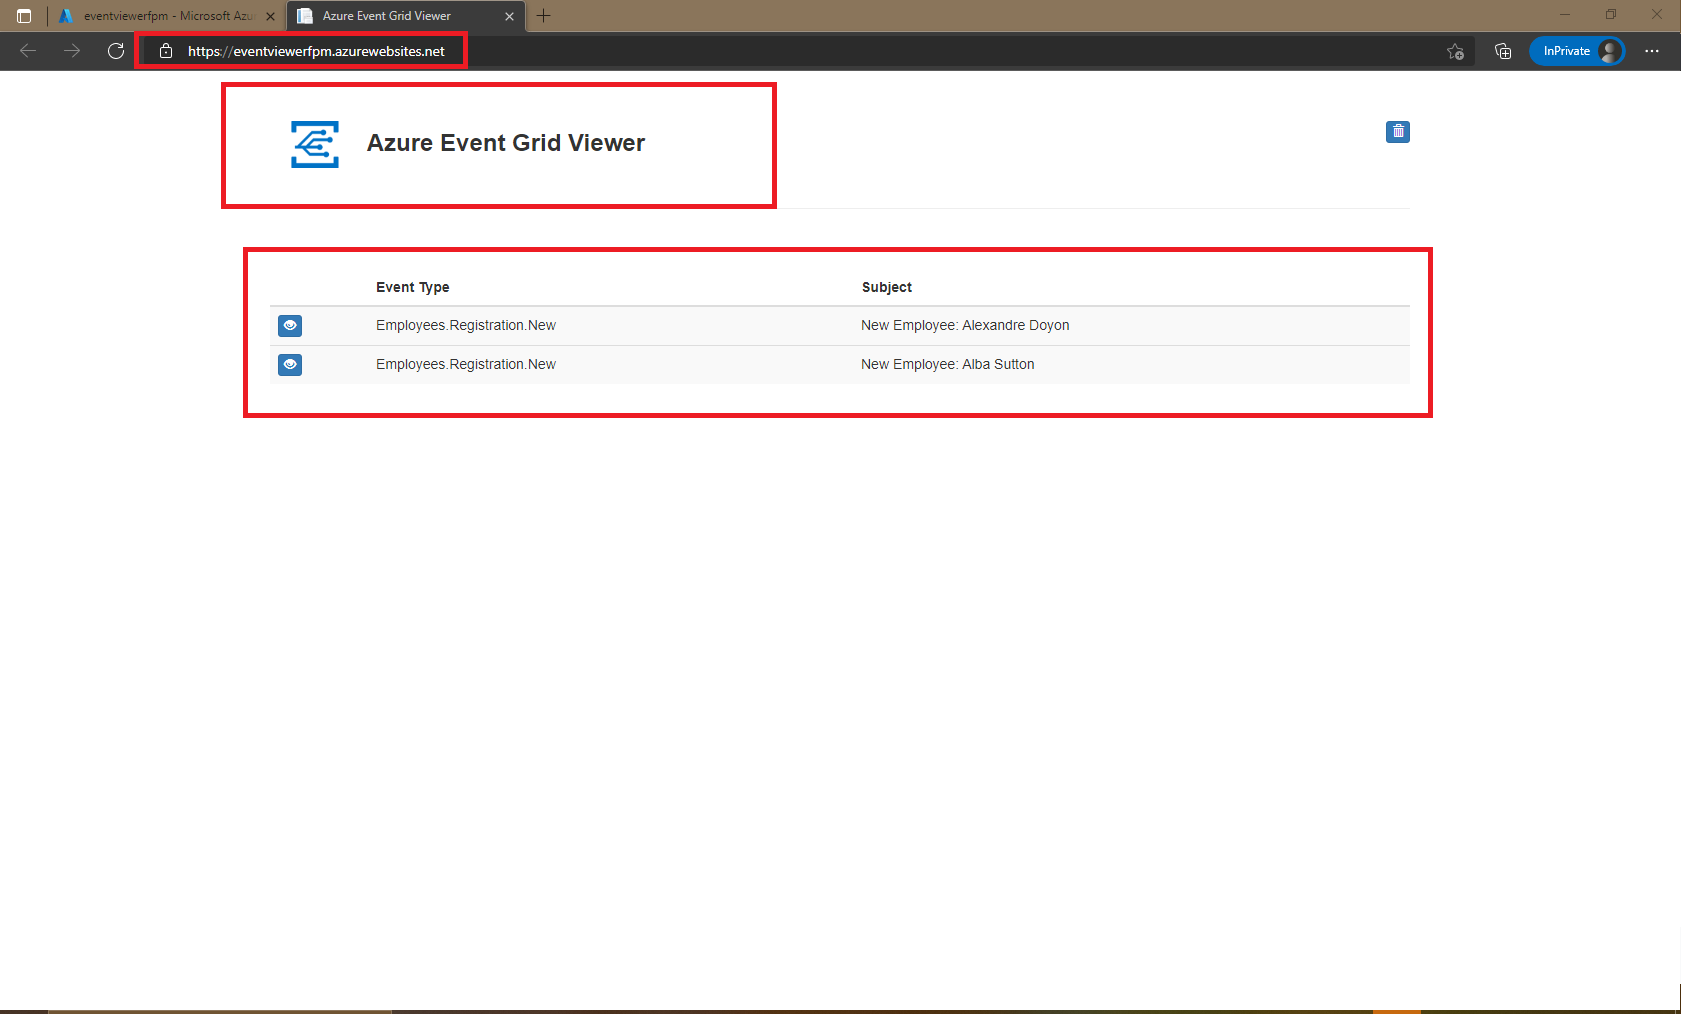 eventviewerfpm - Microsoft Azu
Azure Event Grid Viewer
https://eventviewerfpm.azurewebsites.net
InPrivate
Azure Event Grid Viewer
Event Type Subject
Employees.Registration.New New Employee: Alexandre Doyon
Employees.Registration.New New Employee: Alba Sutton